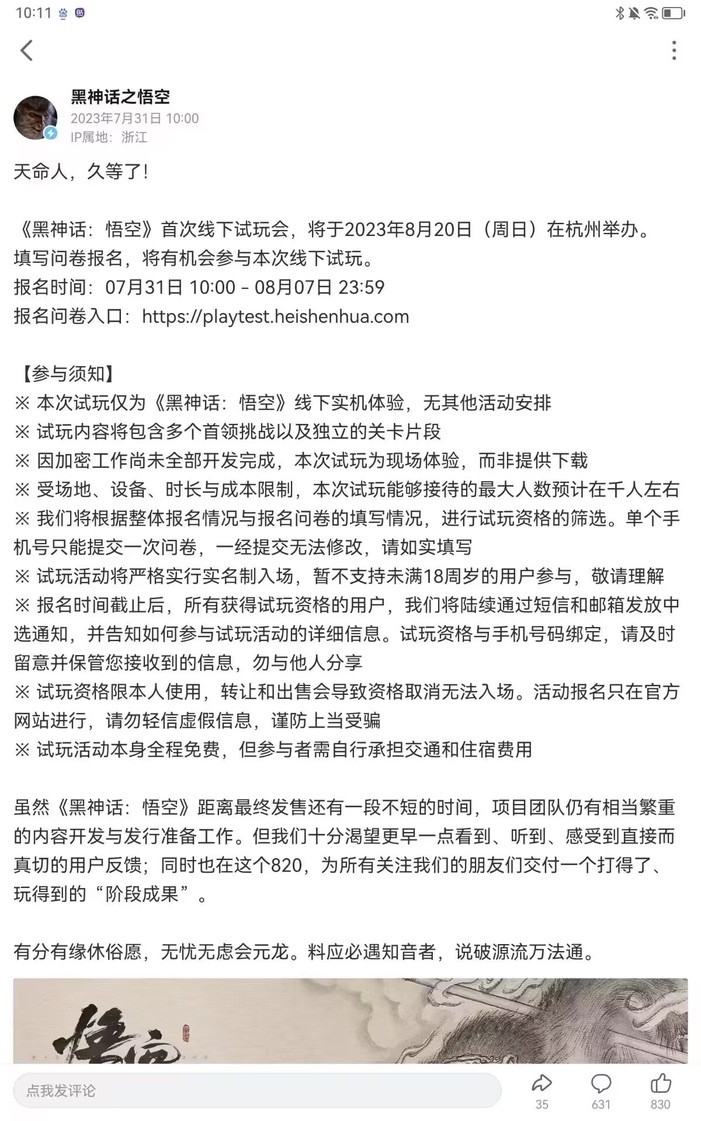 10:11
黑神话之悟空
2023年7月31日 10:00
IP属地：浙江
天命人，久等了！
《黑神话：悟空》首次线下试玩会，将于2023年8月20日（周日）在杭州举办。
填写问卷报名，将有机会参与本次线下试玩。
报名时间：07月31日 10:00 - 08月07日 23:59
报名问卷入口：https://playtest.heishenhua.com
【参与须知】
※ 本次试玩仅为《黑神话：悟空》线下实机体验，无其他活动安排
※ 试玩内容将包含多个首领挑战以及独立的关卡片段
※ 因加密工作尚未全部开发完成，本次试玩为现场体验，而非提供下载
※ 受场地、设备、时长与成本限制，本次试玩能够接待的最大人数预计在千人左右
※ 我们将根据整体报名情况与报名问卷的填写情况，进行试玩资格的筛选。单个手
机号只能提交一次问卷，一经提交无法修改，请如实填写
※ 试玩活动将严格实行实名制入场，暂不支持未满18周岁的用户参与，敬请理解
※ 报名时间截止后，所有获得试玩资格的用户，我们将陆续通过短信和邮箱发放中
选通知，并告知如何参与试玩活动的详细信息。试玩资格与手机号码绑定，请及时
留意并保管您接收到的信息，勿与他人分享
※ 试玩资格限本人使用，转让和出售会导致资格取消无法入场。活动报名只在官方
网站进行，请勿轻信虚假信息，谨防上当受骗
※ 试玩活动本身全程免费，但参与者需自行承担交通和住宿费用
虽然《黑神话：悟空》距离最终发售还有一段不短的时间，项目团队仍有相当繁重
的内容开发与发行准备工作。但我们十分渴望更早一点看到、听到、感受到直接而
真切的用户反馈；同时也在这个820，为所有关注我们的朋友们交付一个打得了、
玩得到的“阶段成果”。
有分有缘休俗愿，无忧无虑会元龙。料应必遇知音者，说破源流万法通。
悟空
点我发评论
35
631
830